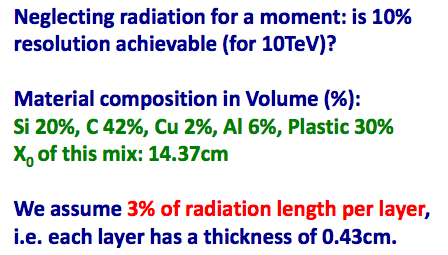 Neglecting radiation for a moment: is 10%
resolution achievable (for 10TeV)?
Material composition in Volume (%):
Si 20%, C 42%, Cu 2%, Al 6%, Plastic 30%
X₀ of this mix: 14.37cm
We assume 3% of radiation length per layer,
i.e. each layer has a thickness of 0.43cm.